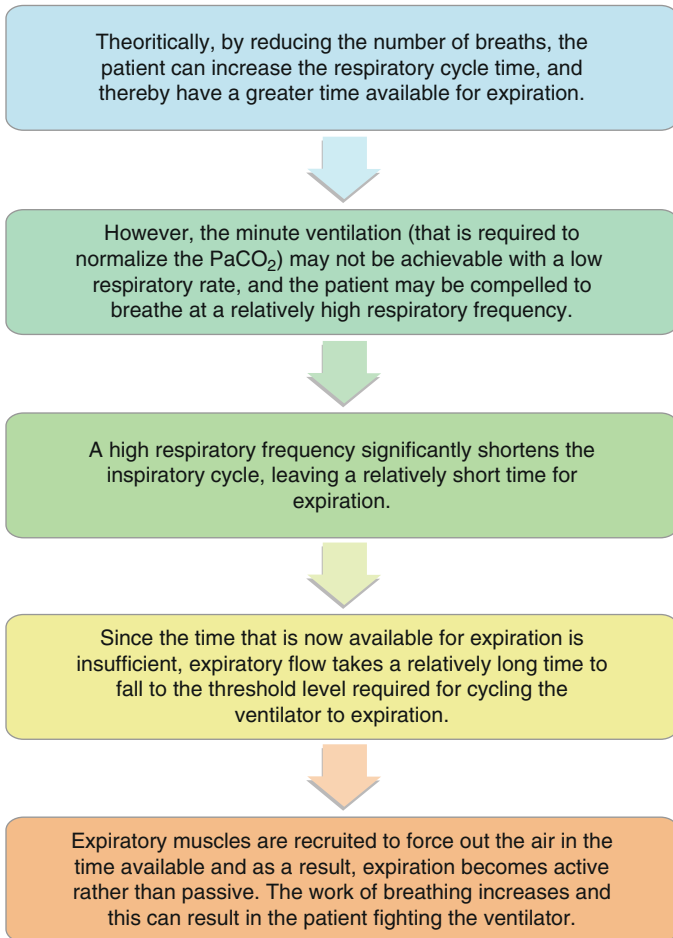 Theoritically, by reducing the number of breaths, the
patient can increase the respiratory cycle time, and
thereby have a greater time available for expiration.
However, the minute ventilation (that is required to
normalize the PaCO₂) may not be achievable with a low
respiratory rate, and the patient may be compelled to
breathe at a relatively high respiratory frequency.
A high respiratory frequency significantly shortens the
inspiratory cycle, leaving a relatively short time for
expiration.
Since the time that is now available for expiration is
insufficient, expiratory flow takes a relatively long time to
fall to the threshold level required for cycling the
ventilator to expiration.
Expiratory muscles are recruited to force out the air in the
time available and as a result, expiration becomes active
rather than passive. The work of breathing increases and
this can result in the patient fighting the ventilator.